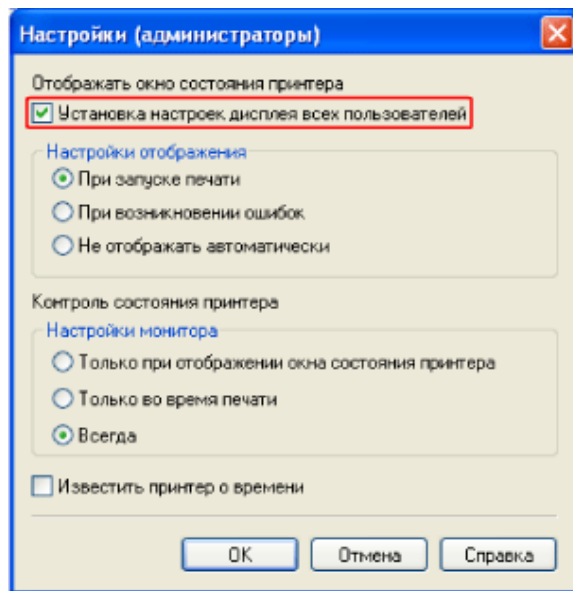 Настройки (администраторы)
Отображать окно состояния принтера
Установка настроек дисплея всех пользователей
Настройки отображения
При запуске печати
При возникновении ошибок
Не отображать автоматически
Контроль состояния принтера
Настройки монитора
Только при отображении окна состояния принтера
Только во время печати
Всегда
Известить принтер о времени
OK Отмена Справка